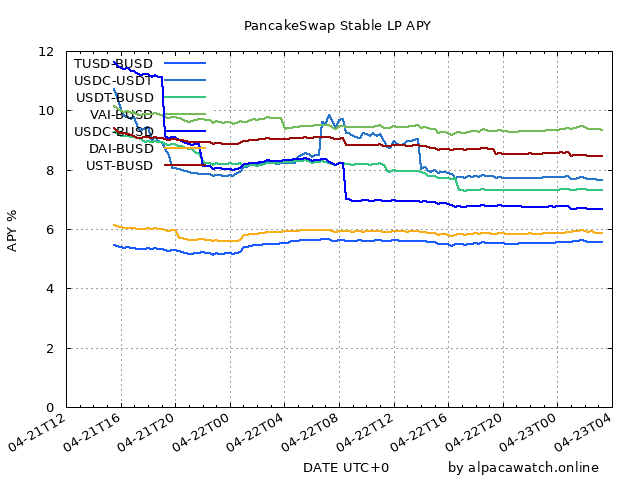 PancakeSwap Stable LP APY
12
10
8
6
4
2
0
APY %
TUSD-BUSD
USDC-USDT
USDT-BUSD
VAI-BUSD
USDC-BUSD
DAI-BUSD
UST-BUSD
04-21T12
04-21T16
04-21T20
04-22T00
04-22T04
04-22T08
04-22T12
04-22T16
04-22T20
04-23T00
04-23T04
DATE UTC+0
by alpacawatch.online